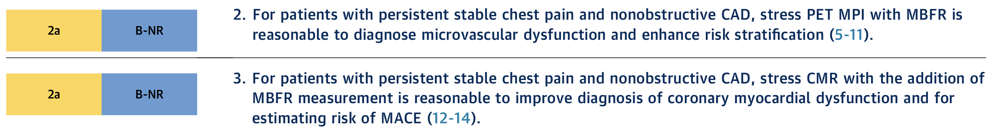 2a B-NR
2. For patients with persistent stable chest pain and nonobstructive CAD, stress PET MPI with MBFR is
reasonable to diagnose microvascular dysfunction and enhance risk stratification (5-11).
2a B-NR
3. For patients with persistent stable chest pain and nonobstructive CAD, stress CMR with the addition of
MBFR measurement is reasonable to improve diagnosis of coronary myocardial dysfunction and for
estimating risk of MACE (12-14).